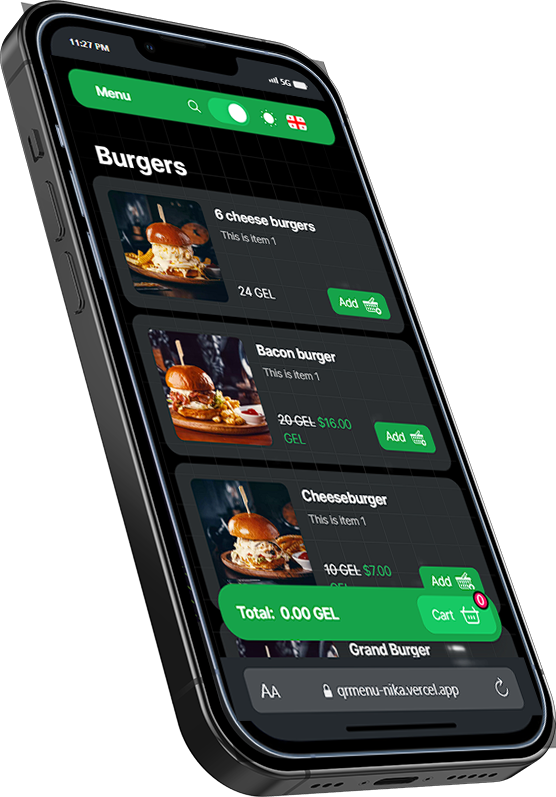 11:27 PM
5G
Menu
Burgers
6 cheese burgers
This is item 1
24 GEL
Add
Bacon burger
This is item 1
20 GEL $16.00
GEL
Add
Cheeseburger
This is item 1
10 GEL $7.00
GEL
Add
Total: 0.00 GEL
Cart
0
Grand Burger
AA
qrmenu-nika.vercel.app